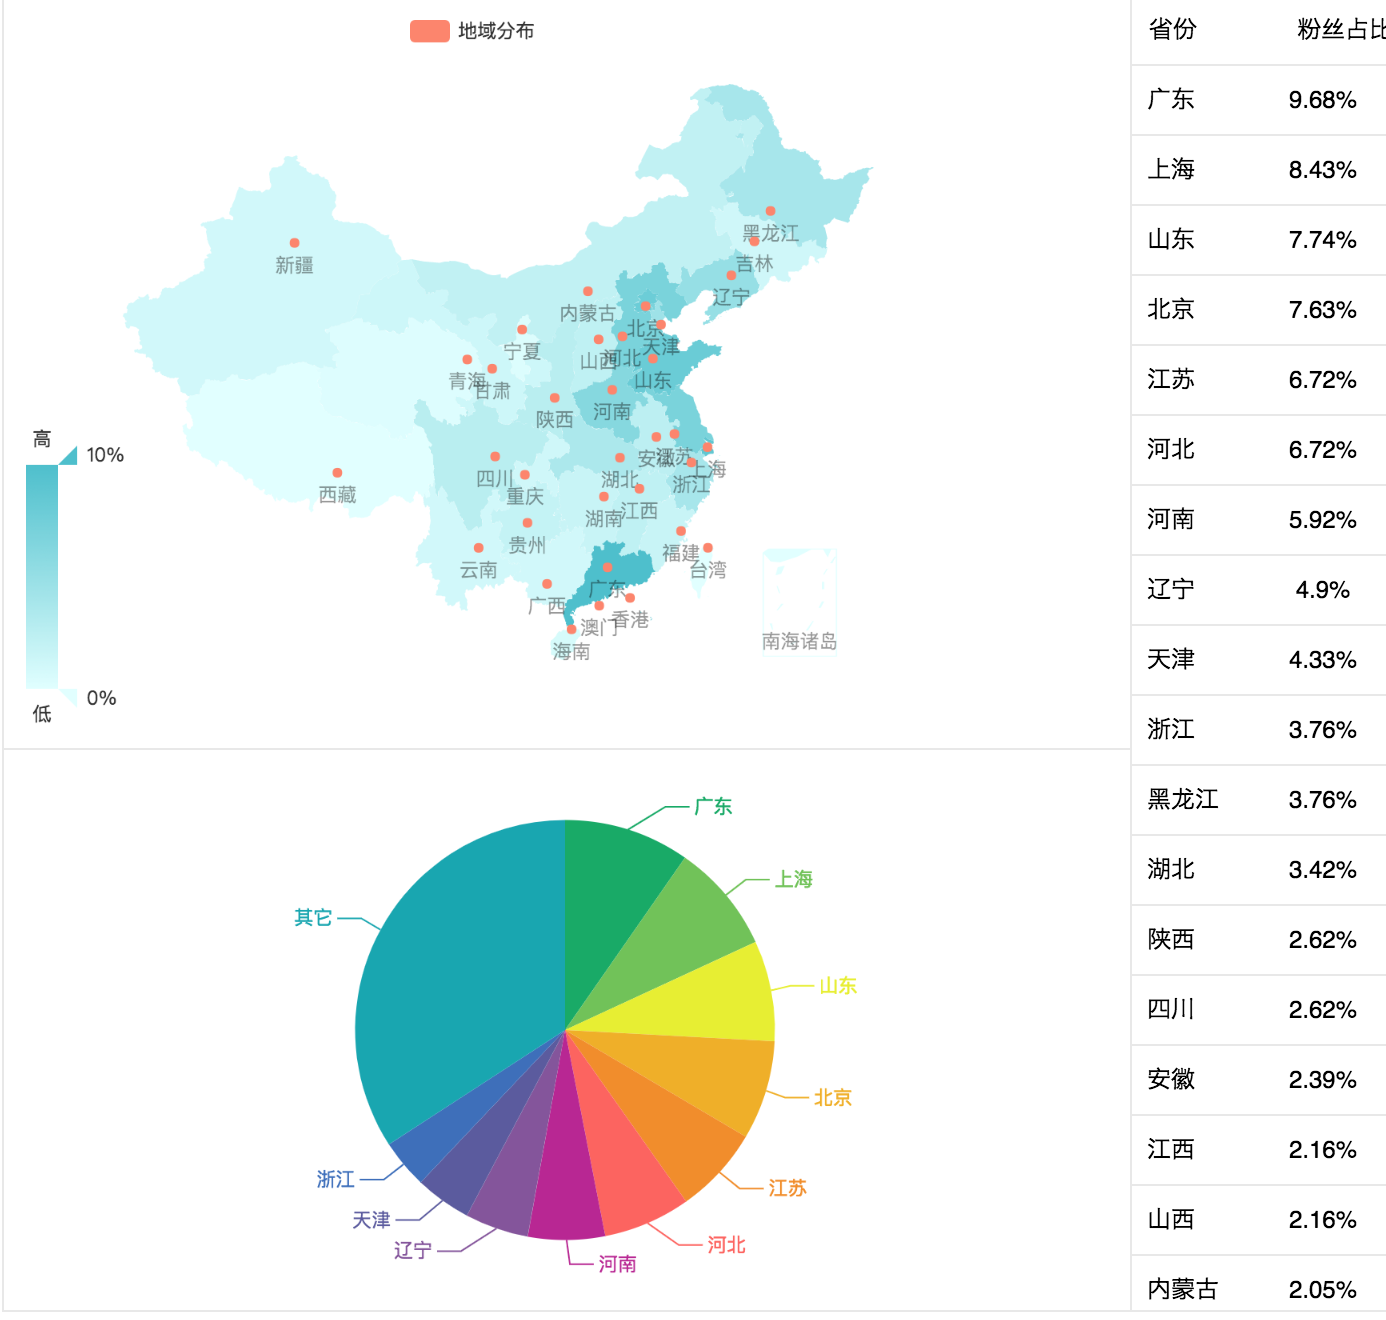 地域分布
黑龙江
吉林
新疆
辽宁
内蒙古
北京
天津
宁夏
山西
河北
青海
甘肃
山东
陕西
河南
安徽
江苏
上海
四川
湖北
浙江
重庆
西藏
江西
湖南
贵州
福建
云南
台湾
广东
广西
香港
澳门
海南
南海诸岛
高
10%
0%
低
广东
上海
其它
山东
北京
浙江
江苏
天津
河北
辽宁
河南
省份 粉丝占比
广东 9.68%
上海 8.43%
山东 7.74%
北京 7.63%
江苏 6.72%
河北 6.72%
河南 5.92%
辽宁 4.9%
天津 4.33%
浙江 3.76%
黑龙江 3.76%
湖北 3.42%
陕西 2.62%
四川 2.62%
安徽 2.39%
江西 2.16%
山西 2.16%
内蒙古 2.05%